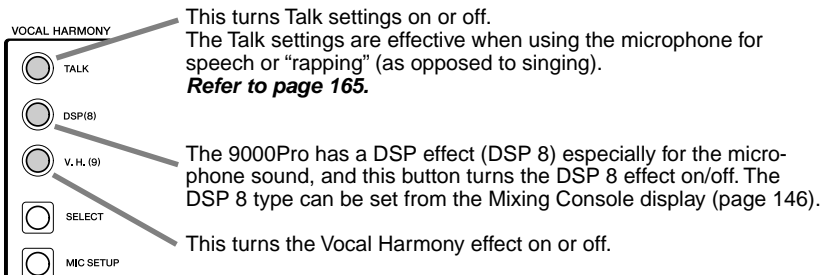 VOCAL HARMONY
TALK
DSP(8)
V. H. (9)
SELECT
MIC SETUP
This turns Talk settings on or off.
The Talk settings are effective when using the microphone for
speech or “rapping” (as opposed to singing).
Refer to page 165.
The 9000Pro has a DSP effect (DSP 8) especially for the micro-
phone sound, and this button turns the DSP 8 effect on/off. The
DSP 8 type can be set from the Mixing Console display (page 146).
This turns the Vocal Harmony effect on or off.